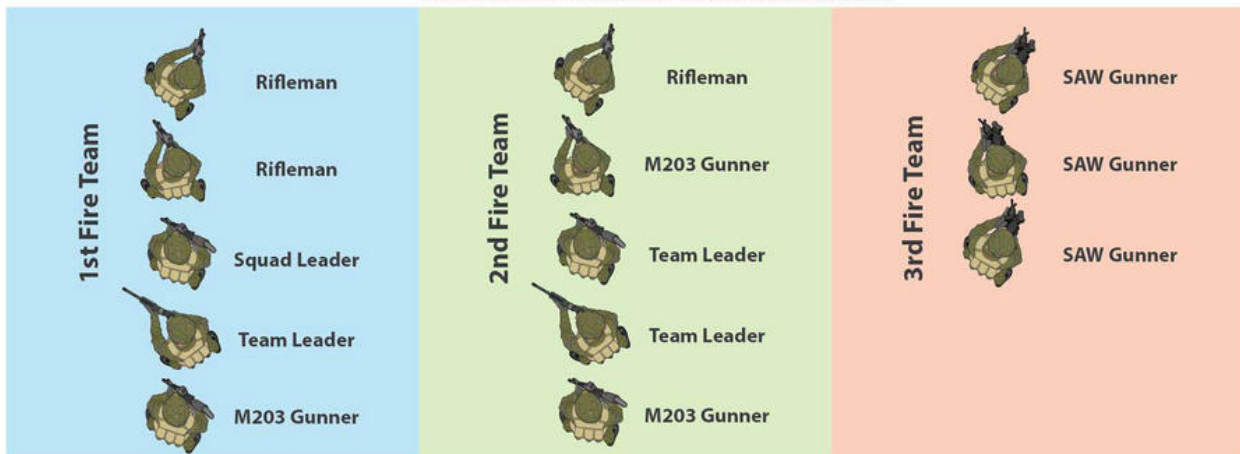 1st Fire Team
Rifleman
Rifleman
Squad Leader
Team Leader
M203 Gunner
2nd Fire Team
Rifleman
M203 Gunner
Team Leader
Team Leader
M203 Gunner
3rd Fire Team
SAW Gunner
SAW Gunner
SAW Gunner